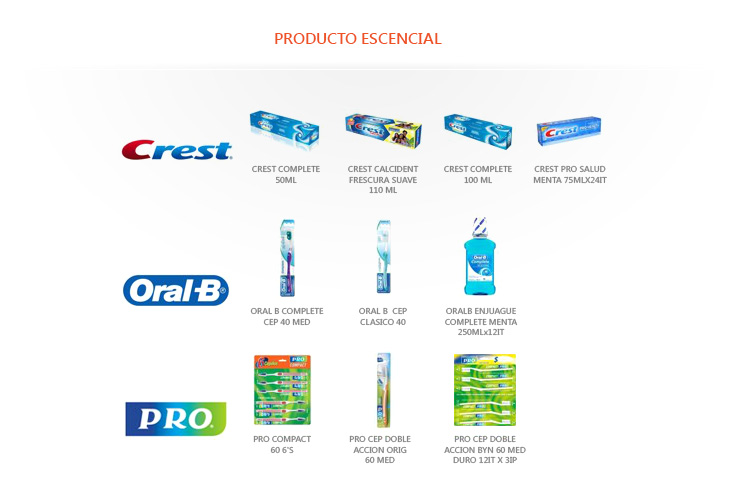 PRODUCTO ESCENCIAL
Crest
CREST COMPLETE
50ML
CREST CALCIDENT
FRESCURA SUAVE
110 ML
CREST COMPLETE
100 ML
CREST PRO SALUD
MENTA 75MLX24IT
Oral-B
ORAL B COMPLETE
CEP 40 MED
ORAL B CEP
CLASICO 40
ORALB ENJUAGUE
COMPLETE MENTA
250MLx12IT
PRO
PRO COMPACT
60 6'S
PRO CEP DOBLE
ACCION ORIG
60 MED
PRO CEP DOBLE
ACCION BYN 60 MED
DURO 12IT X 3IP